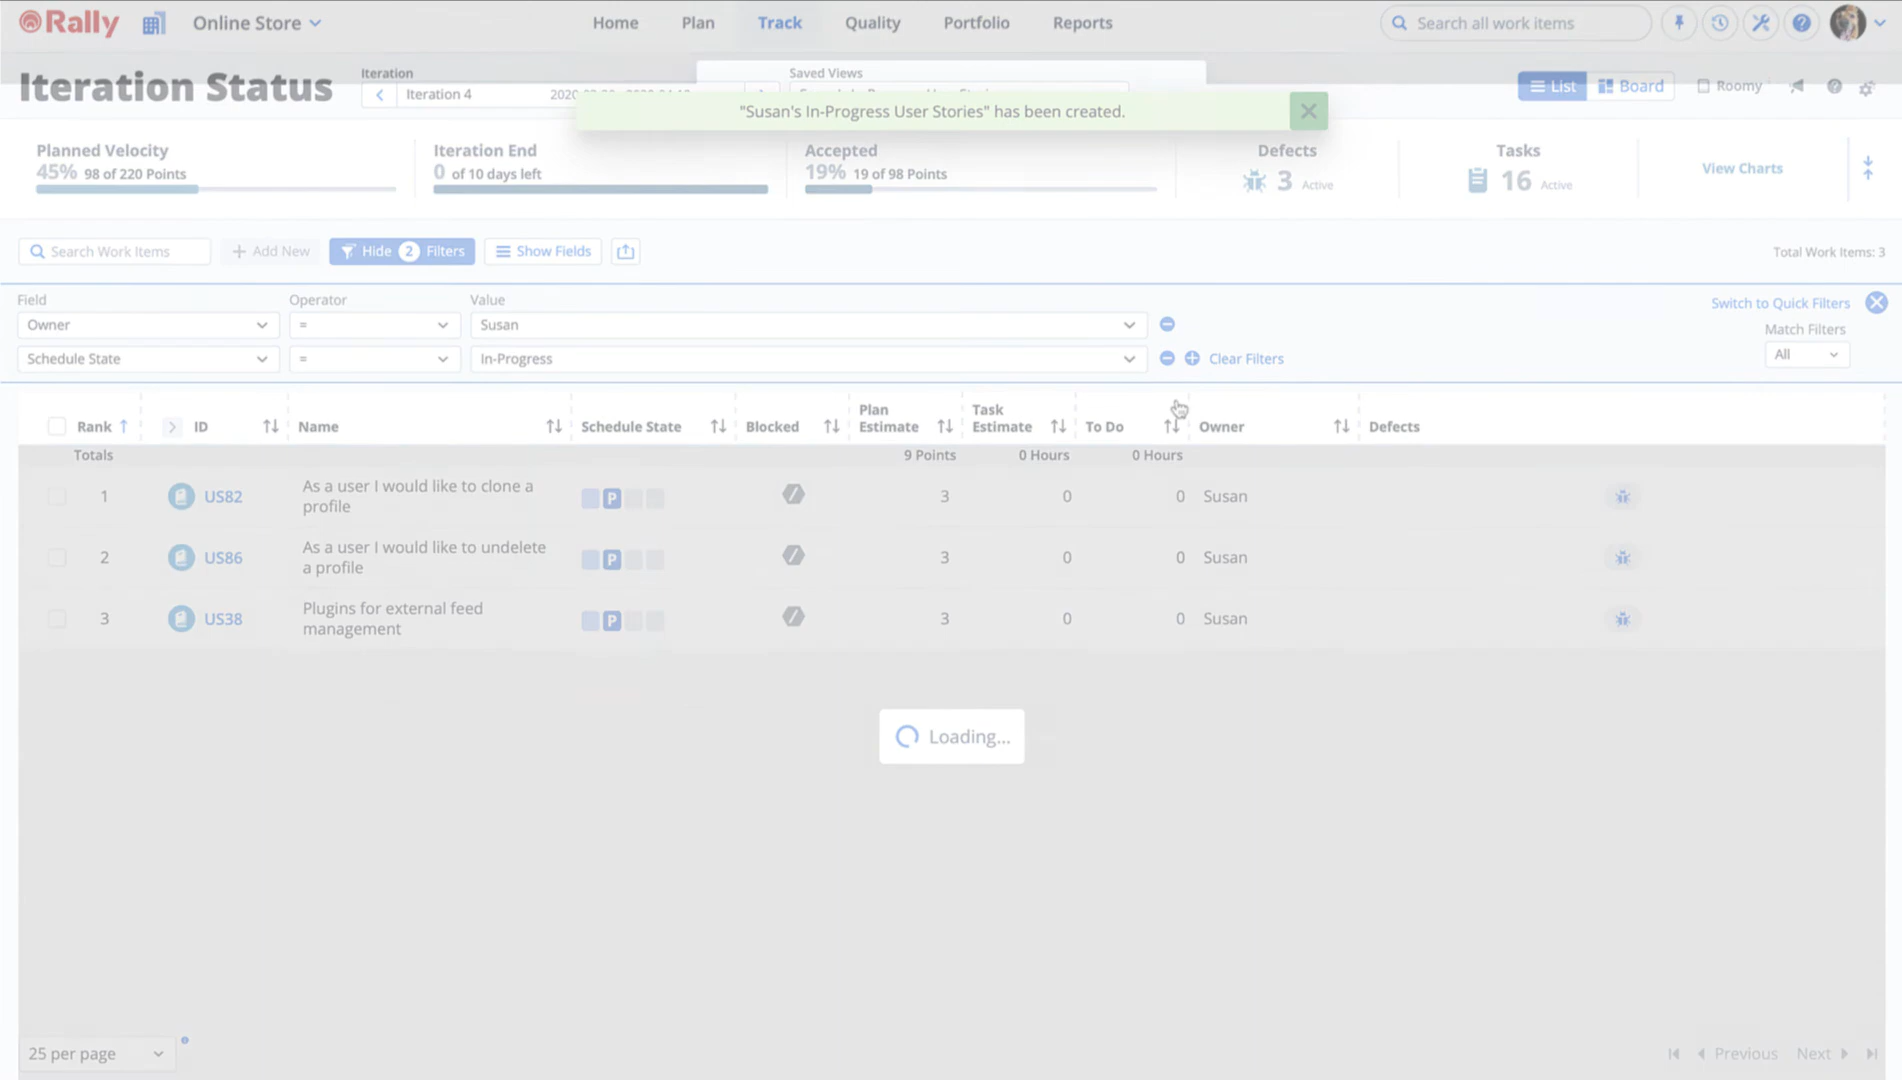 Rally
Online Store
Home
Plan
Track
Quality
Portfolio
Reports
Search all work items
Iteration Status
Iteration
Iteration 4
Saved Views
List
Board
Roomy
"Susan's In-Progress User Stories" has been created.
Planned Velocity
45% 98 of 220 Points
Iteration End
0 of 10 days left
Accepted
19% 19 of 98 Points
Defects
3 Active
Tasks
16 Active
View Charts
Search Work Items
+ Add New
Hide 2 Filters
Show Fields
Total Work Items: 3
Field
Operator
Value
Switch to Quick Filters
Owner
=
Susan
Match Filters
Schedule State
=
In-Progress
Clear Filters
All
Rank
ID
Name
Schedule State
Blocked
Plan Estimate
Task Estimate
To Do
Owner
Defects
Totals
9 Points
0 Hours
0 Hours
1
US82
As a user I would like to clone a
profile
P
3
0
0
Susan
2
US86
As a user I would like to undelete
a profile
P
3
0
0
Susan
3
US38
Plugins for external feed
management
P
3
0
0
Susan
Loading...
25 per page
Previous
Next